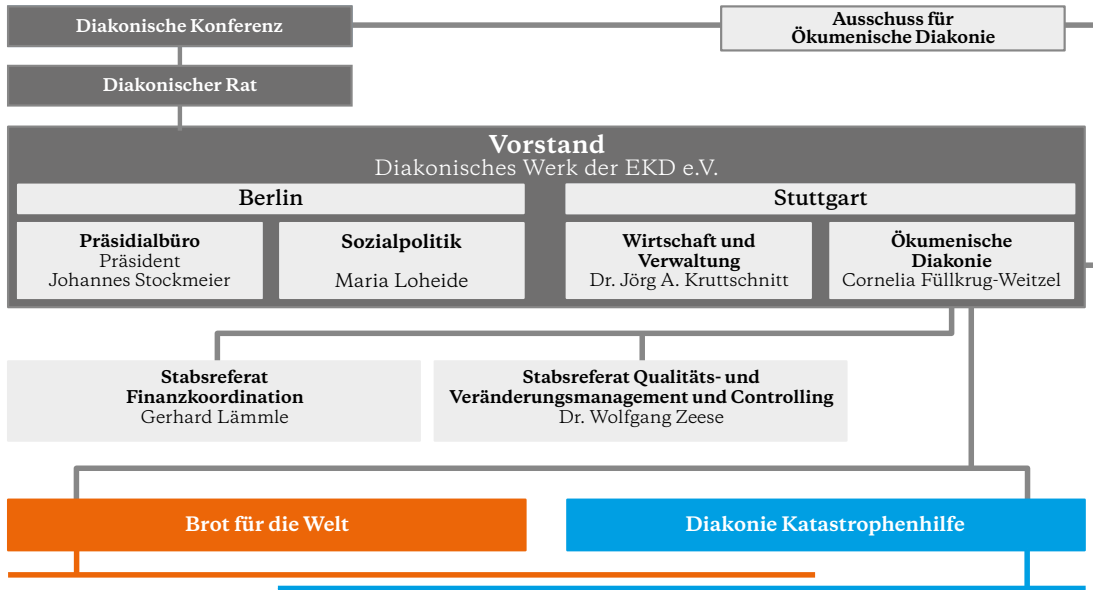 Diakonische Konferenz
Ausschuss für
Ökumenische Diakonie
Diakonischer Rat
Vorstand
Diakonisches Werk der EKD e.V.
Berlin
Stuttgart
Präsidialbüro
Präsident
Johannes Stockmeier
Sozialpolitik
Maria Loheide
Wirtschaft und
Verwaltung
Dr. Jörg A. Kruttschnitt
Ökumenische
Diakonie
Cornelia Füllkrug-Weitzel
Stabsreferat
Finanzkoordination
Gerhard Lämmle
Stabsreferat Qualitäts- und
Veränderungsmanagement und Controlling
Dr. Wolfgang Zeese
Brot für die Welt
Diakonie Katastrophenhilfe